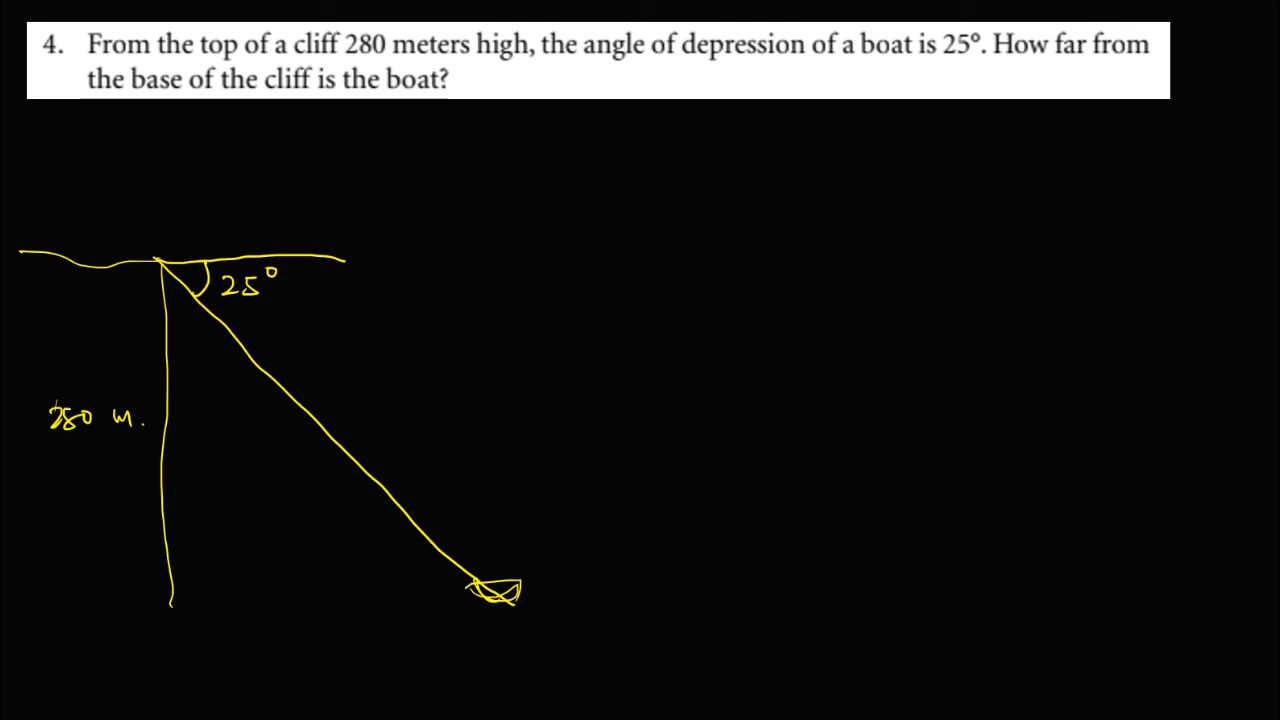 4. From the top of a cliff 280 meters high, the angle of depression of a boat is 25°. How far from
the base of the cliff is the boat?
25°
280 m.